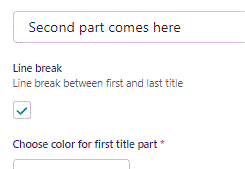 Second part comes here
Line break
Line break between first and last title
Choose color for first title part *